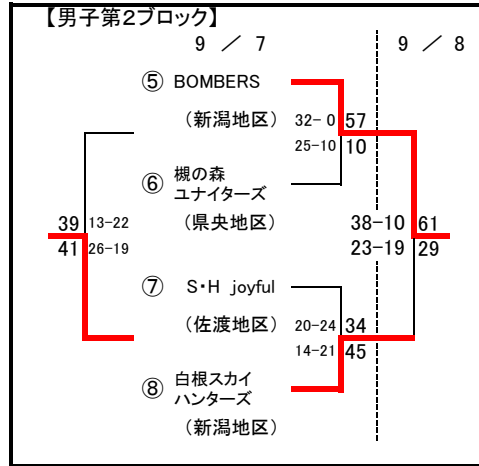 【男子第2ブロック】
9 ／ 7
9 ／ 8
⑤ BOMBERS
（新潟地区）
32-0 57
25-10 10
⑥ 槻の森
ユナイターズ
（県央地区）
39 13-22
41 26-19
38-10 61
23-19 29
⑦ S・H joyful
（佐渡地区）
20-24 34
14-21 45
⑧ 白根スカイ
ハンターズ
（新潟地区）